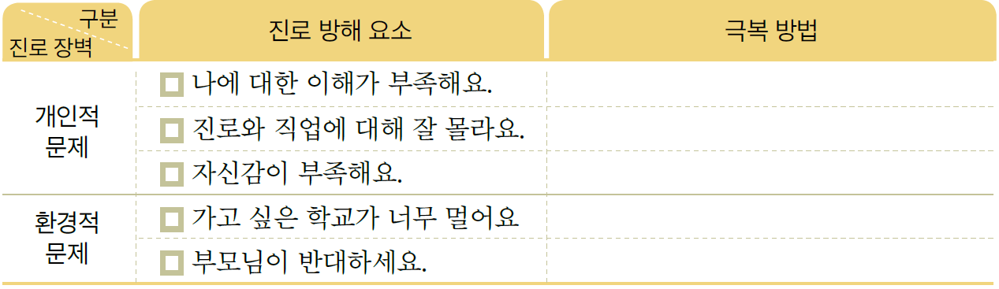 구분
진로 장벽
진로 방해 요소
극복 방법
개인적
문제
나에 대한 이해가 부족해요.
진로와 직업에 대해 잘 몰라요.
자신감이 부족해요.
환경적
문제
가고 싶은 학교가 너무 멀어요
부모님이 반대하세요.